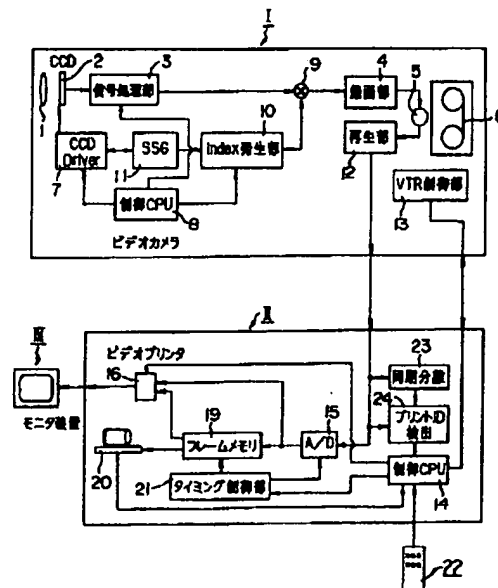 I
CCD
2
3
信号処理部
9
4
録画部
5
6
1
10
再生部
12
CCD
Driver
7
SSG
11
Index発生部
制御CPU
8
VTR制御部
13
ビデオカメラ
II
III
ビデオプリンタ
16
23
同期分離
モニタ装置
24
プリントID
検出
19
フレームメモリ
15
A/D
20
21
タイミング制御部
制御CPU
14
22